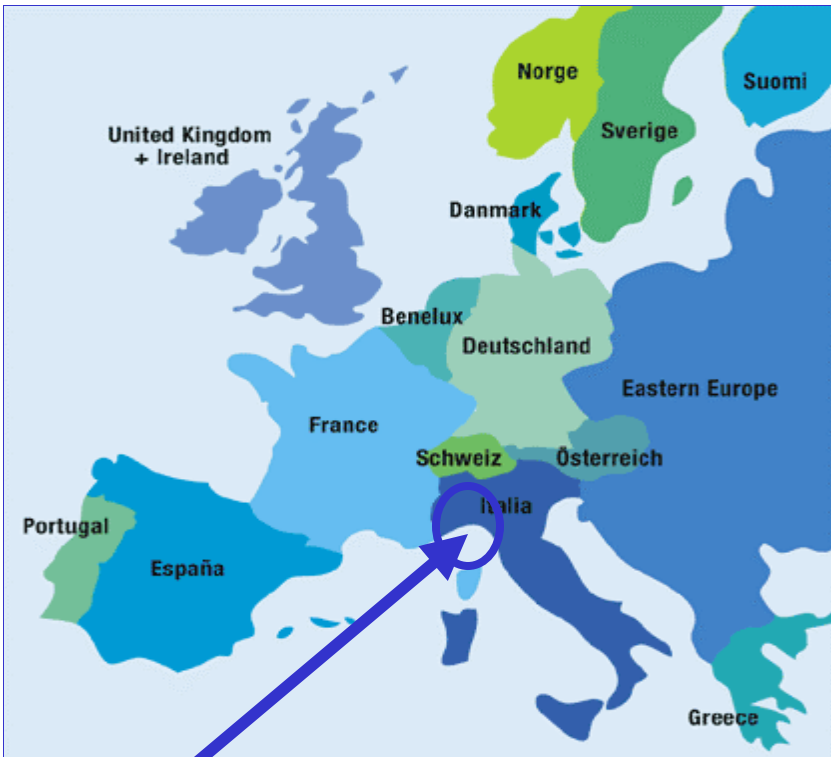 Norge
Suomi
United Kingdom
+ Ireland
Sverige
Danmark
Benelux
Deutschland
Eastern Europe
France
Schweiz
Österreich
Italia
Portugal
España
Greece